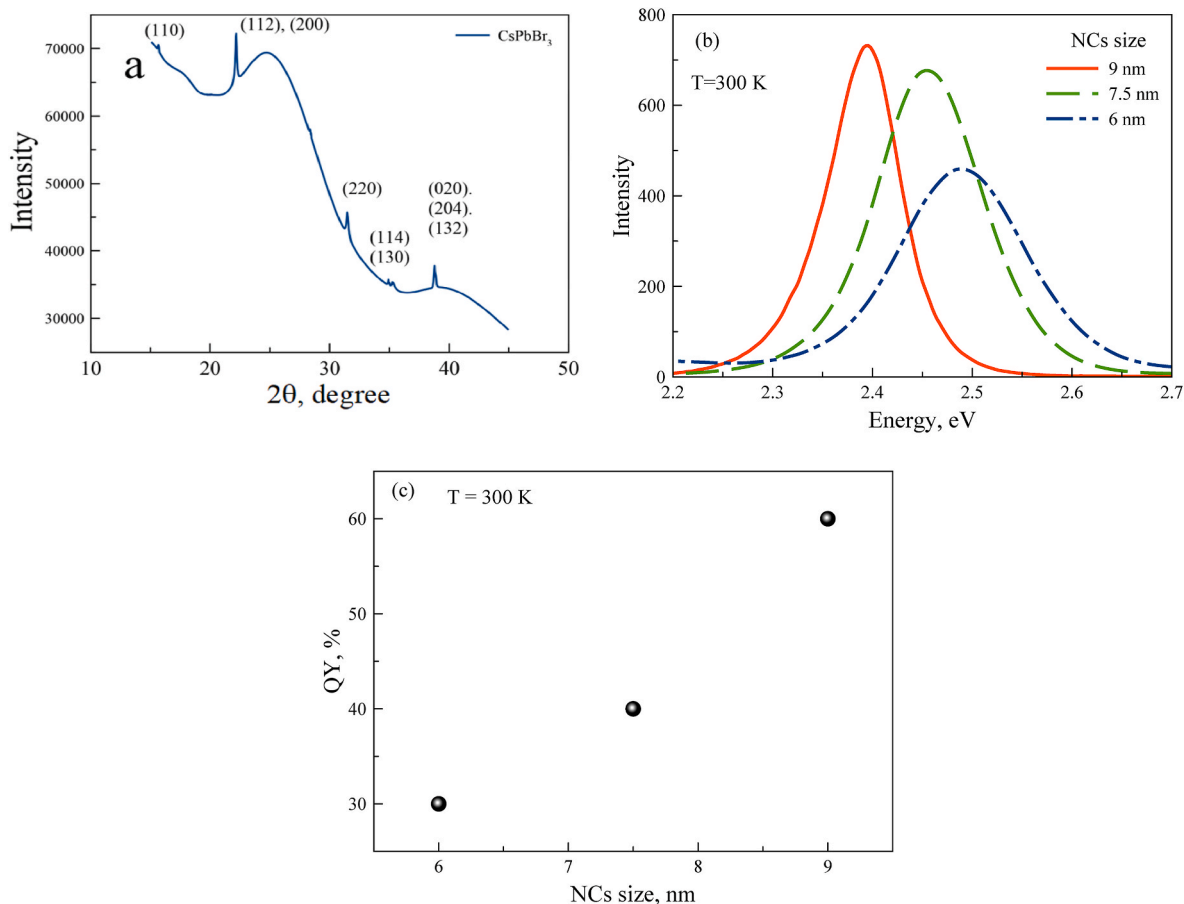 a
CsPbBr3
(110)
(112), (200)
(220)
(114)
(130)
(020).
(204).
(132)
70000
60000
50000
40000
30000
Intensity
10
20
30
40
50
2θ, degree
(b)
T=300 K
NCs size
9 nm
7.5 nm
6 nm
800
600
400
200
0
Intensity
2.2
2.3
2.4
2.5
2.6
2.7
Energy, eV
(c)
T = 300 K
60
50
40
30
QY, %
6
7
8
9
NCs size, nm